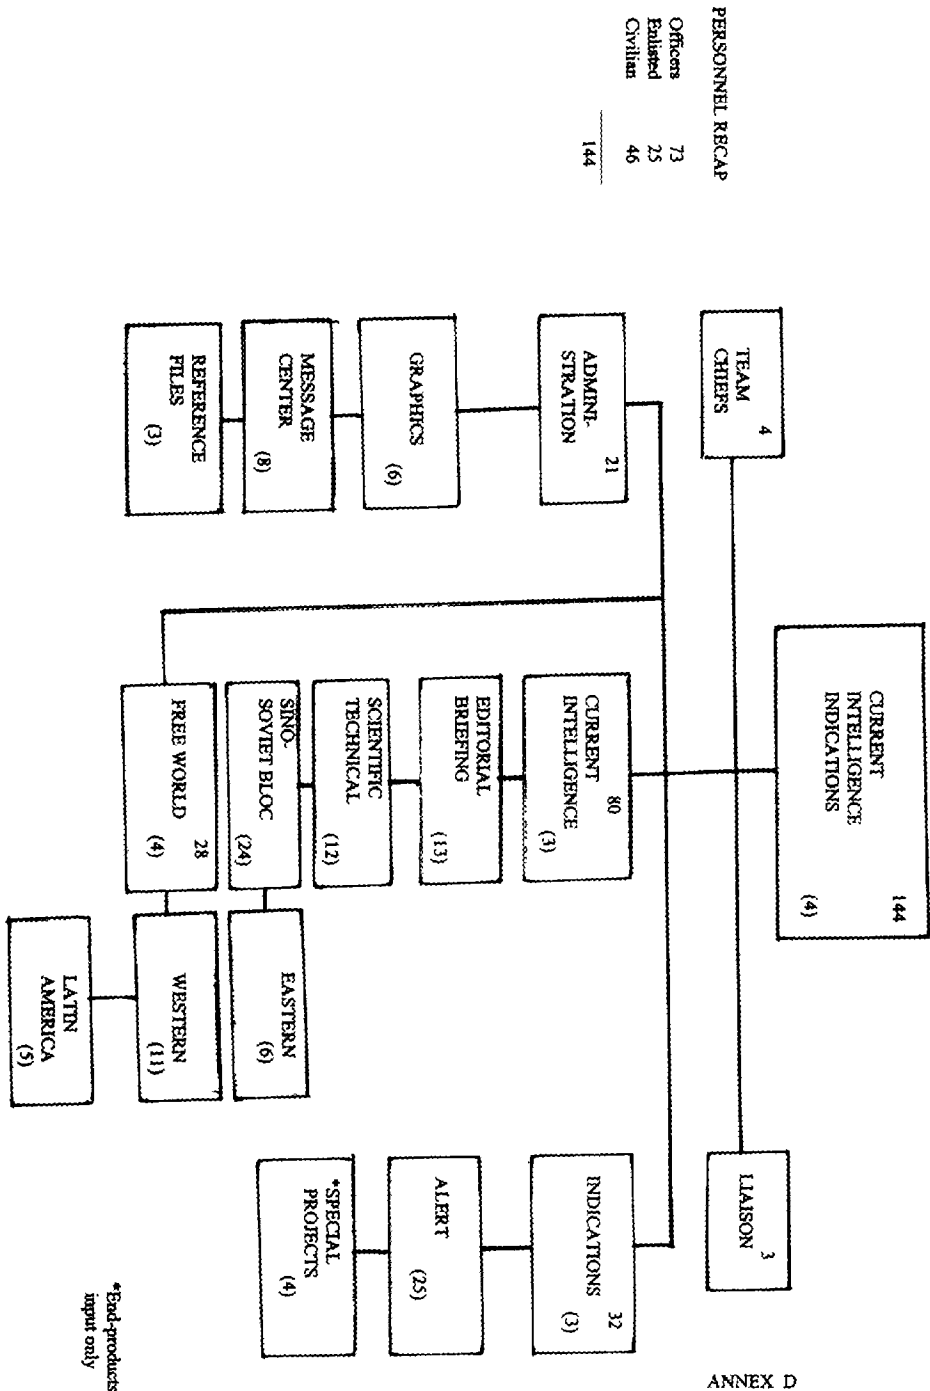 ANNEX D
CURRENT
INTELLIGENCE
INDICATIONS
144
(4)
TEAM
CHIEFS
4
LIAISON
3
ADMINI-
STRATION
21
GRAPHICS
(6)
MESSAGE
CENTER
(8)
REFERENCE
FILES
(3)
CURRENT
INTELLIGENCE
80
(3)
EDITORIAL
BRIEFING
(13)
SCIENTIFIC
TECHNICAL
(12)
SINO-
SOVIET BLOC
(24)
EASTERN
(6)
FREE WORLD
28
(4)
WESTERN
(11)
LATIN
AMERICA
(5)
INDICATIONS
32
(3)
ALERT
(25)
*SPECIAL
PROJECTS
(4)
PERSONNEL RECAP
Officers 73
Enlisted 25
Civilian 46
144
*End-products
input only